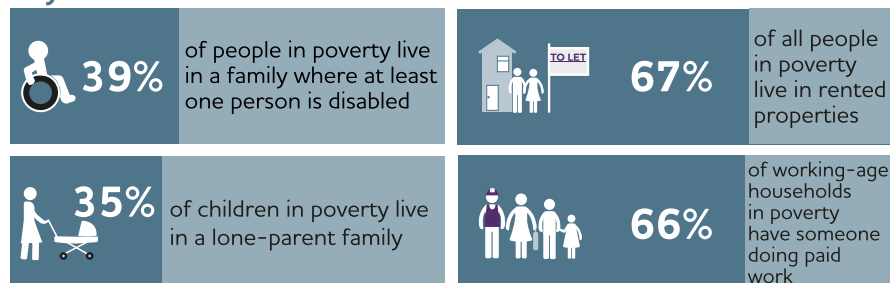 39%
of people in poverty live
in a family where at least
one person is disabled
TO LET
67%
of all people
in poverty
live in rented
properties
35%
of children in poverty live
in a lone-parent family
66%
of working-age
households
in poverty
have someone
doing paid
work